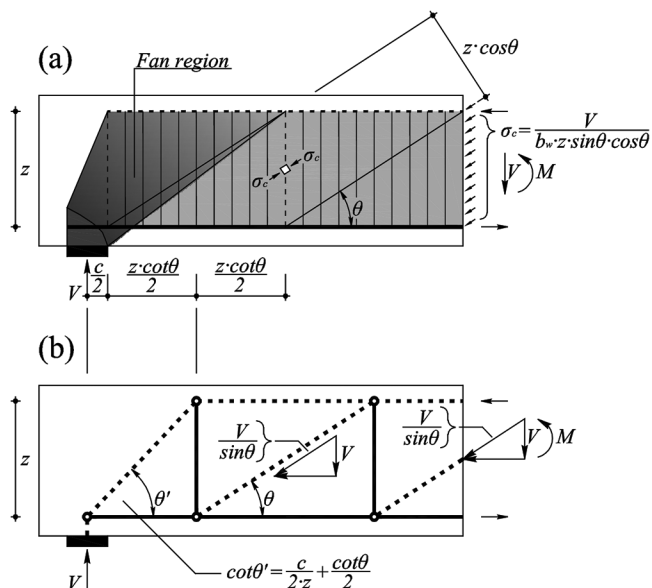 (a)
Fan region
z·cosθ
z
σc
σc
θ
σc = V / (bw·z·sinθ·cosθ)
V
M
V
c/2
z·cotθ/2
z·cotθ/2
(b)
z
θ'
V/sinθ
V
θ
V/sinθ
V
M
V
cotθ' = c/(2·z) + cotθ/2